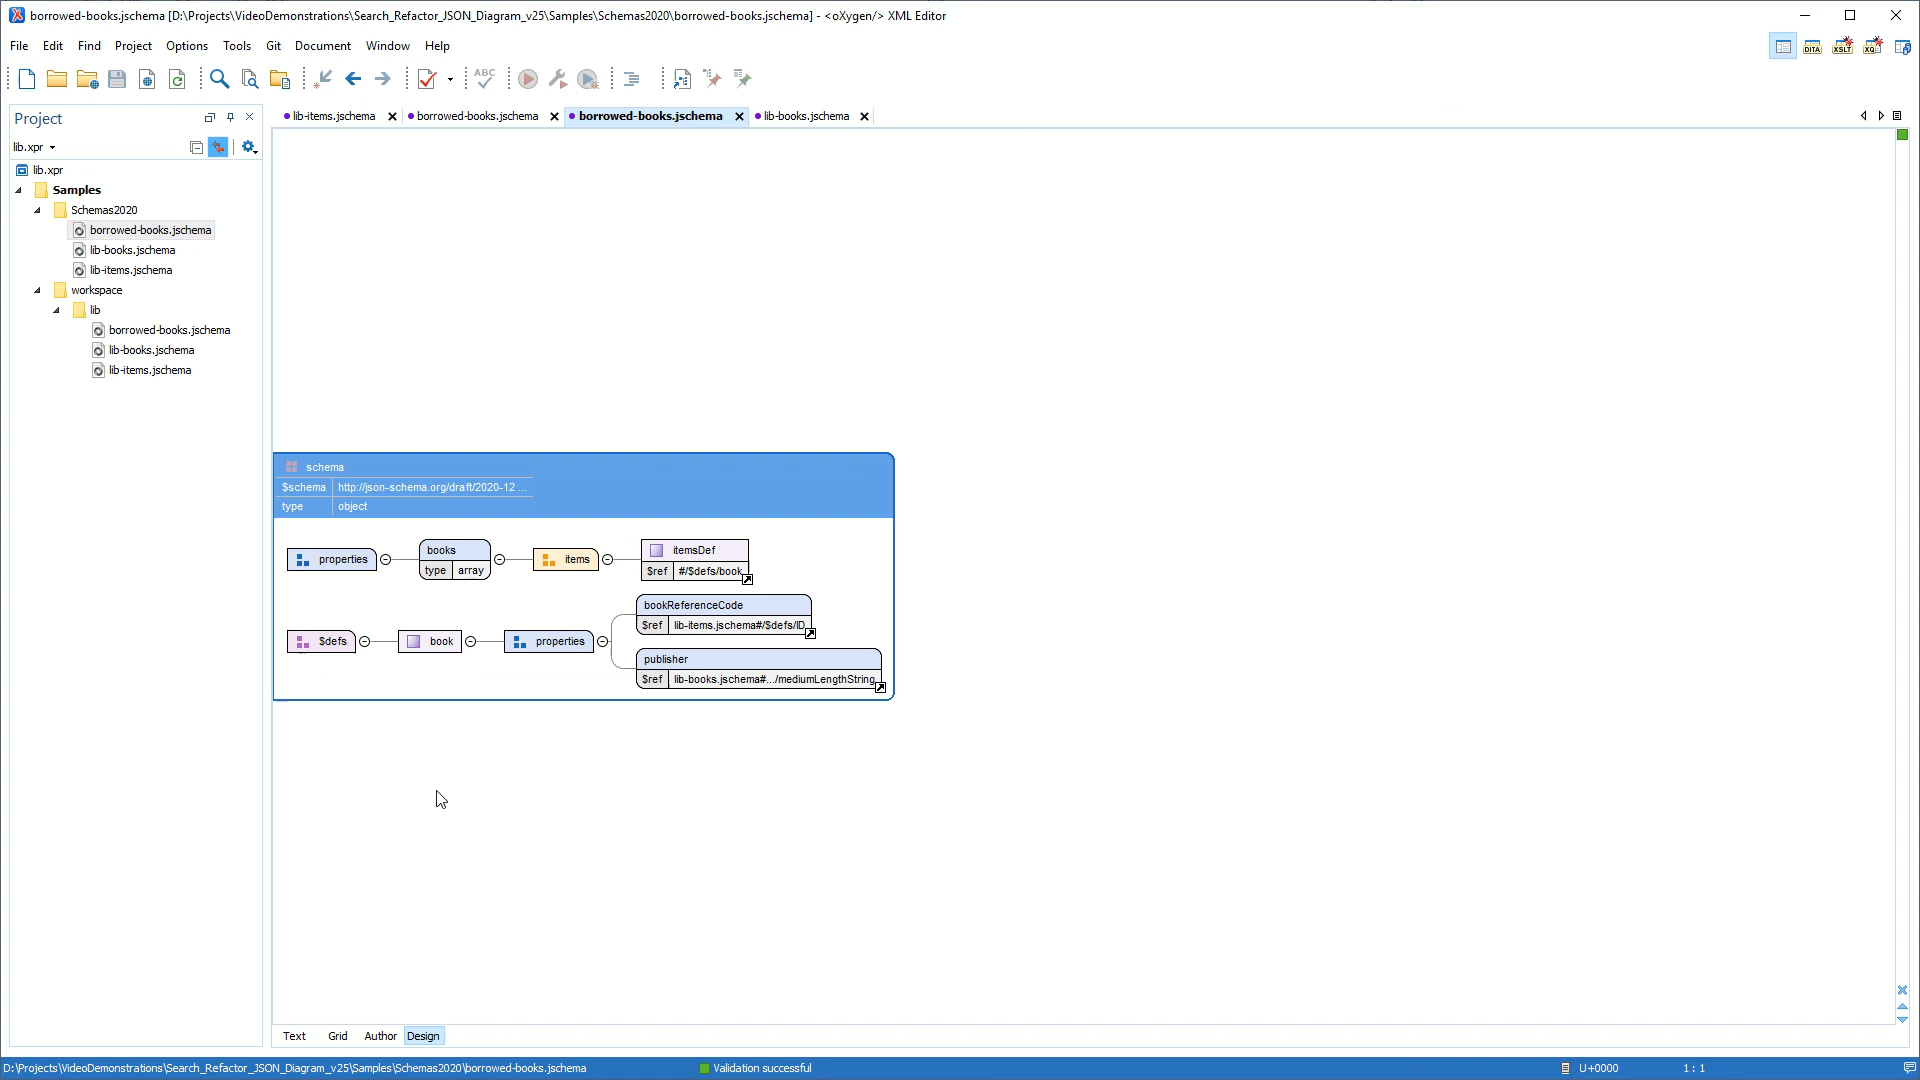 borrowed-books.jschema [D:\Projects\VideoDemonstrations\Search_Refactor_JSON_Diagram_v25\Samples\Schemas2020\borrowed-books.jschema] - <oXygen/> XML Editor
File Edit Find Project Options Tools Git Document Window Help
DITA XSLT XQ
ABC
Project
lib-items.jschema borrowed-books.jschema borrowed-books.jschema lib-books.jschema
lib.xpr
lib.xpr
Samples
Schemas2020
borrowed-books.jschema
lib-books.jschema
lib-items.jschema
workspace
lib
borrowed-books.jschema
lib-books.jschema
lib-items.jschema
schema
$schema http://json-schema.org/draft/2020-12 ...
type object
properties
books
type array
items
itemsDef
$ref #/$defs/book
$defs
book
properties
bookReferenceCode
$ref lib-items.jschema#/$defs/ID
publisher
$ref lib-books.jschema#.../mediumLengthString
Text Grid Author Design
D:\Projects\VideoDemonstrations\Search_Refactor_JSON_Diagram_v25\Samples\Schemas2020\borrowed-books.jschema Validation successful U+0000 1 : 1